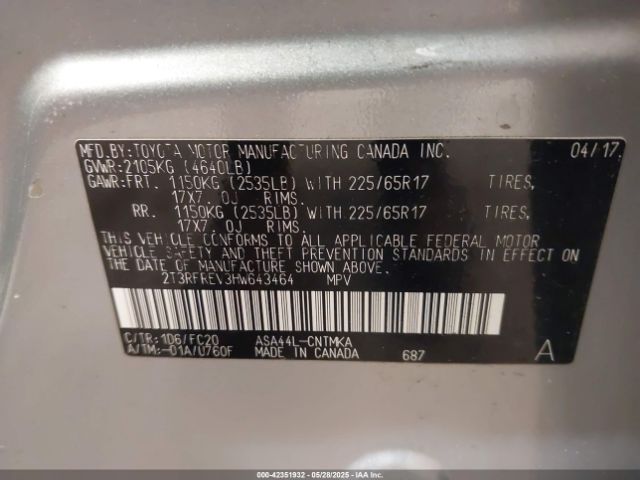 MFD.BY:TOYOTA MOTOR MANUFACTURING CANADA INC. 04/17
GVWR:2105KG (4640LB)
GAWR:FRT. 1150KG (2535LB) WITH 225/65R17 TIRES,
17X7.0J RIMS.
RR. 1150KG (2535LB) WITH 225/65R17 TIRES,
17X7.0J RIMS.
THIS VEHICLE CONFORMS TO ALL APPLICABLE FEDERAL MOTOR
VEHICLE SAFETY AND THEFT PREVENTION STANDARDS IN EFFECT ON
THE DATE OF MANUFACTURE SHOWN ABOVE.
2T3RFREV3HW643464 MPV
C/TR:1D6/FC20 ASA44L-CNTMKA
A/TM:-01A/U760F MADE IN CANADA 687 A
000-42351932 - 05/28/2025 - IAA Inc.